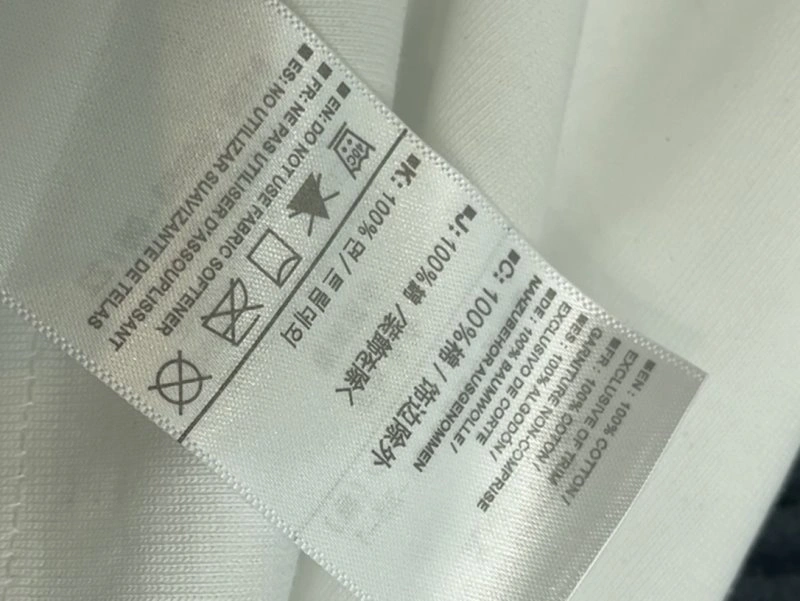 ■EN: 100% COTTON /
EXCLUSIVE OF TRIM
■FR: 100% COTON /
GARNITURE NON-COMPRISE
■ES: 100% ALGODÓN /
EXCLUSIVO DE CORTE
■DE: 100% BAUMWOLLE /
NAHZUBEHOR AUSGENOMMEN
■C: 100%棉 / 饰边除外
■J: 100%綿 /装飾を除く
■K: 100% 면 / 트림 제외
40C
■EN: DO NOT USE FABRIC SOFTENER
■FR: NE PAS UTILISER D'ASSOUPLISSANT
■ES: NO UTILIZAR SUAVIZANTE DE TELAS